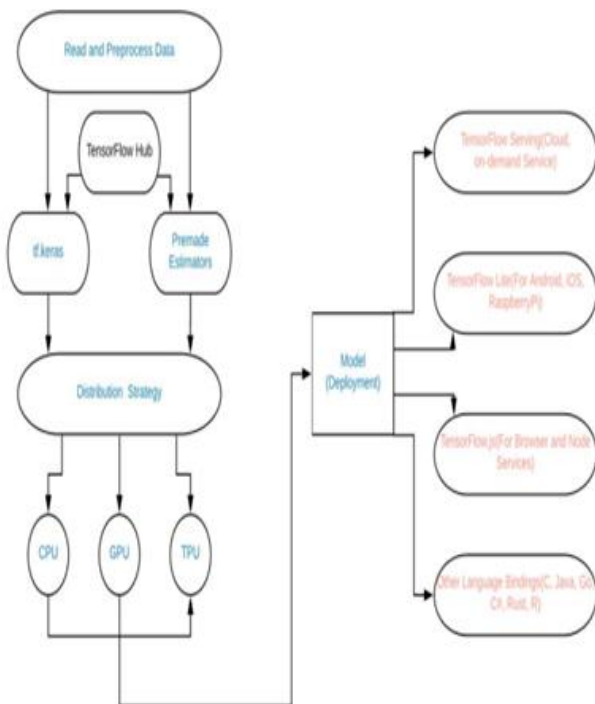 Read and Preprocess Data
TensorFlow Hub
tf.keras
Premade
Estimators
Distribution Strategy
CPU
GPU
TPU
Model
(Deployment)
TensorFlow Serving(Cloud,
on-demand Service)
TensorFlow Lite(For Android, iOS,
RaspberryPi)
TensorFlow.js(For Browser and Node
Services)
Other Language Bindings(C, Java, Go,
C#, Rust, R)